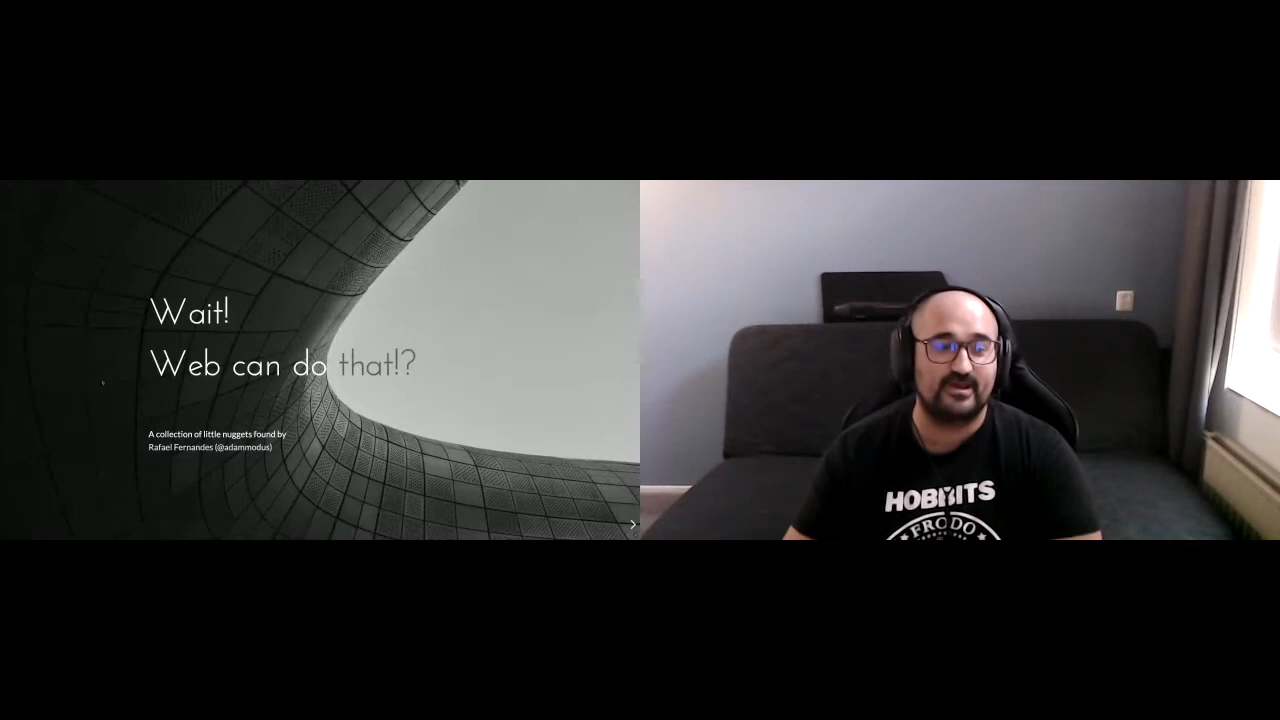 Wait!
Web can do that!?
A collection of little nuggets found by
Rafael Fernandes (@adammodus)
HOBBITS
FRODO